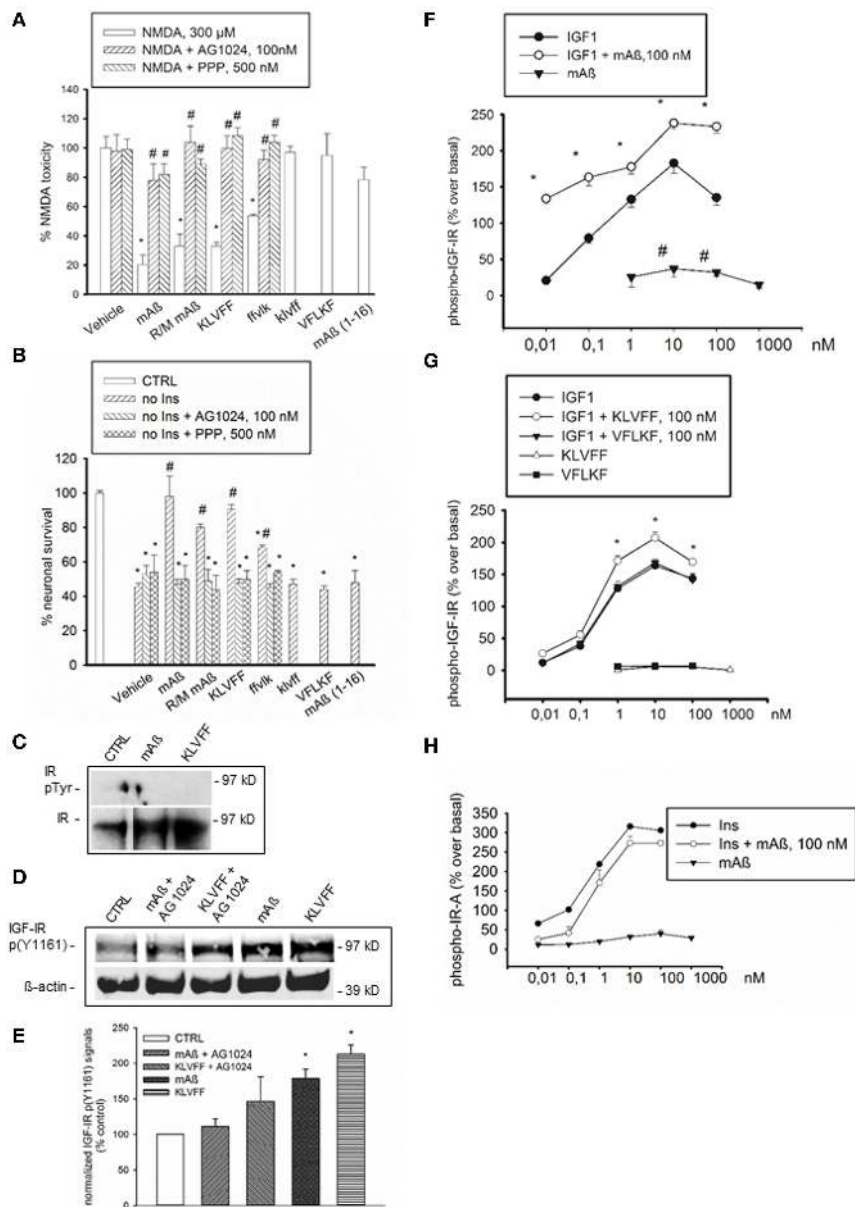 A
NMDA, 300 µM
NMDA + AG1024, 100nM
NMDA + PPP, 500 nM
% NMDA toxicity
140
120
100
80
60
40
20
0
* # # * # # * # # * # #
Vehicle
mAß
R/M mAß
KLVFF
ffvlk
klvff
VFLKF
mAß (1-16)
B
CTRL
no Ins
no Ins + AG1024, 100 nM
no Ins + PPP, 500 nM
% neuronal survival
120
100
80
60
40
20
0
* * * # * * # * * # * * * # * * * * *
Vehicle
mAß
R/M mAß
KLVFF
ffvlk
klvff
VFLKF
mAß (1-16)
C
CTRL
mAß
KLVFF
IR
pTyr -
- 97 kD
IR -
- 97 kD
D
CTRL
mAß +
AG 1024
KLVFF +
AG1024
mAß
KLVFF
IGF-IR
p(Y1161) -
- 97 kD
ß-actin -
- 39 kD
E
normalized IGF-IR p(Y1161) signals
(% control)
250
200
150
100
50
0
CTRL
mAß + AG1024
KLVFF + AG1024
mAß
KLVFF
* *
F
IGF1
IGF1 + mAß,100 nM
mAß
phospho-IGF-IR (% over basal)
250
200
150
100
50
0
* * * * *
# #
0,01 0,1 1 10 100 1000 nM
G
IGF1
IGF1 + KLVFF, 100 nM
IGF1 + VFLKF, 100 nM
KLVFF
VFLKF
phospho-IGF-IR (% over basal)
250
200
150
100
50
0
* * *
0,01 0,1 1 10 100 1000 nM
H
phospho-IR-A (% over basal)
350
300
250
200
150
100
50
0
Ins
Ins + mAß, 100 nM
mAß
0,01 0,1 1 10 100 1000 nM